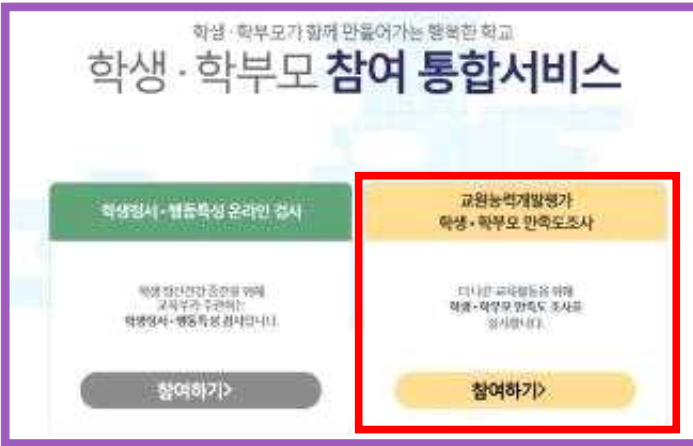 학생·학부모가 함께 만들어가는 행복한 학교
학생·학부모 참여 통합서비스
학생정서·행동특성 온라인 검사
학생 정신건강 증진을 위해
교육부가 주관하는
학생정서·행동특성 검사입니다.
참여하기>
교원능력개발평가
학생·학부모 만족도조사
더 나은 교육활동을 위해
학생·학부모 만족도 조사를
실시합니다.
참여하기>